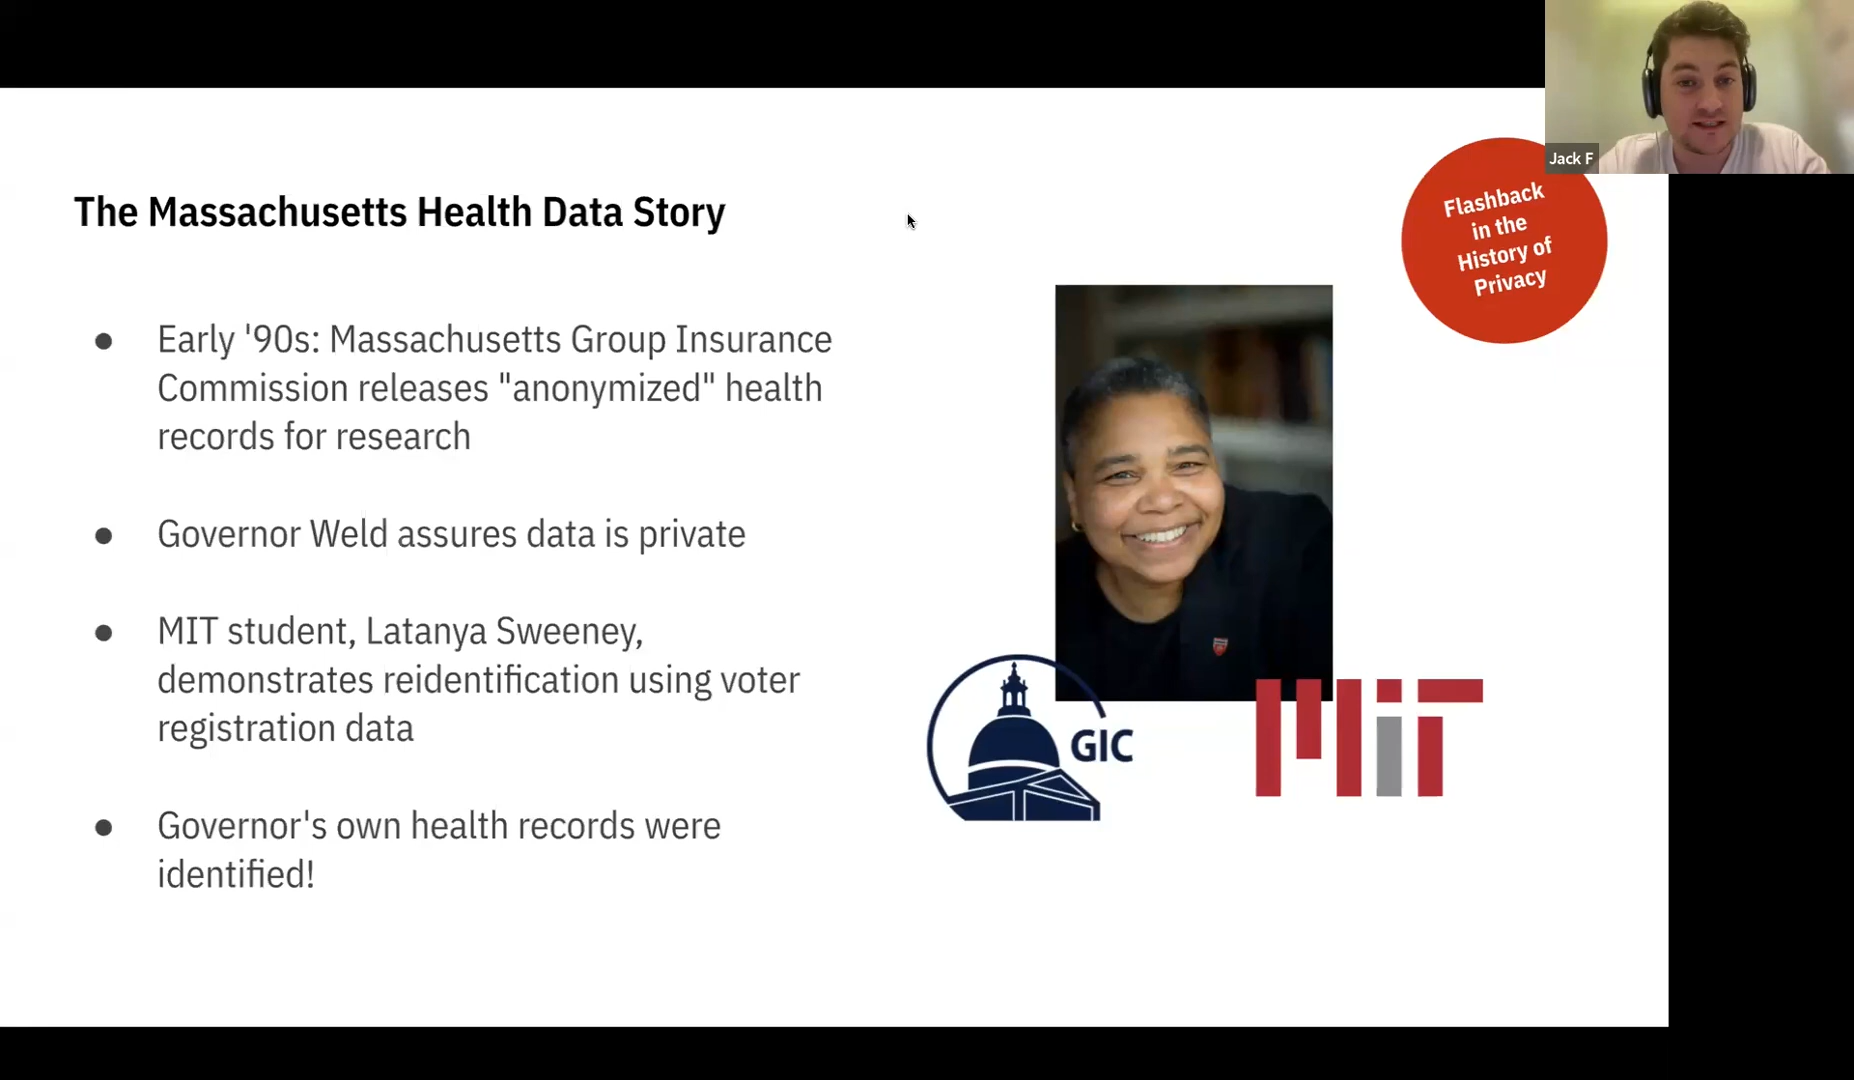 Jack F
Flashback
in the
History of
Privacy
The Massachusetts Health Data Story
Early '90s: Massachusetts Group Insurance
Commission releases "anonymized" health
records for research
Governor Weld assures data is private
MIT student, Latanya Sweeney,
demonstrates reidentification using voter
registration data
Governor's own health records were
identified!
GIC
MIT